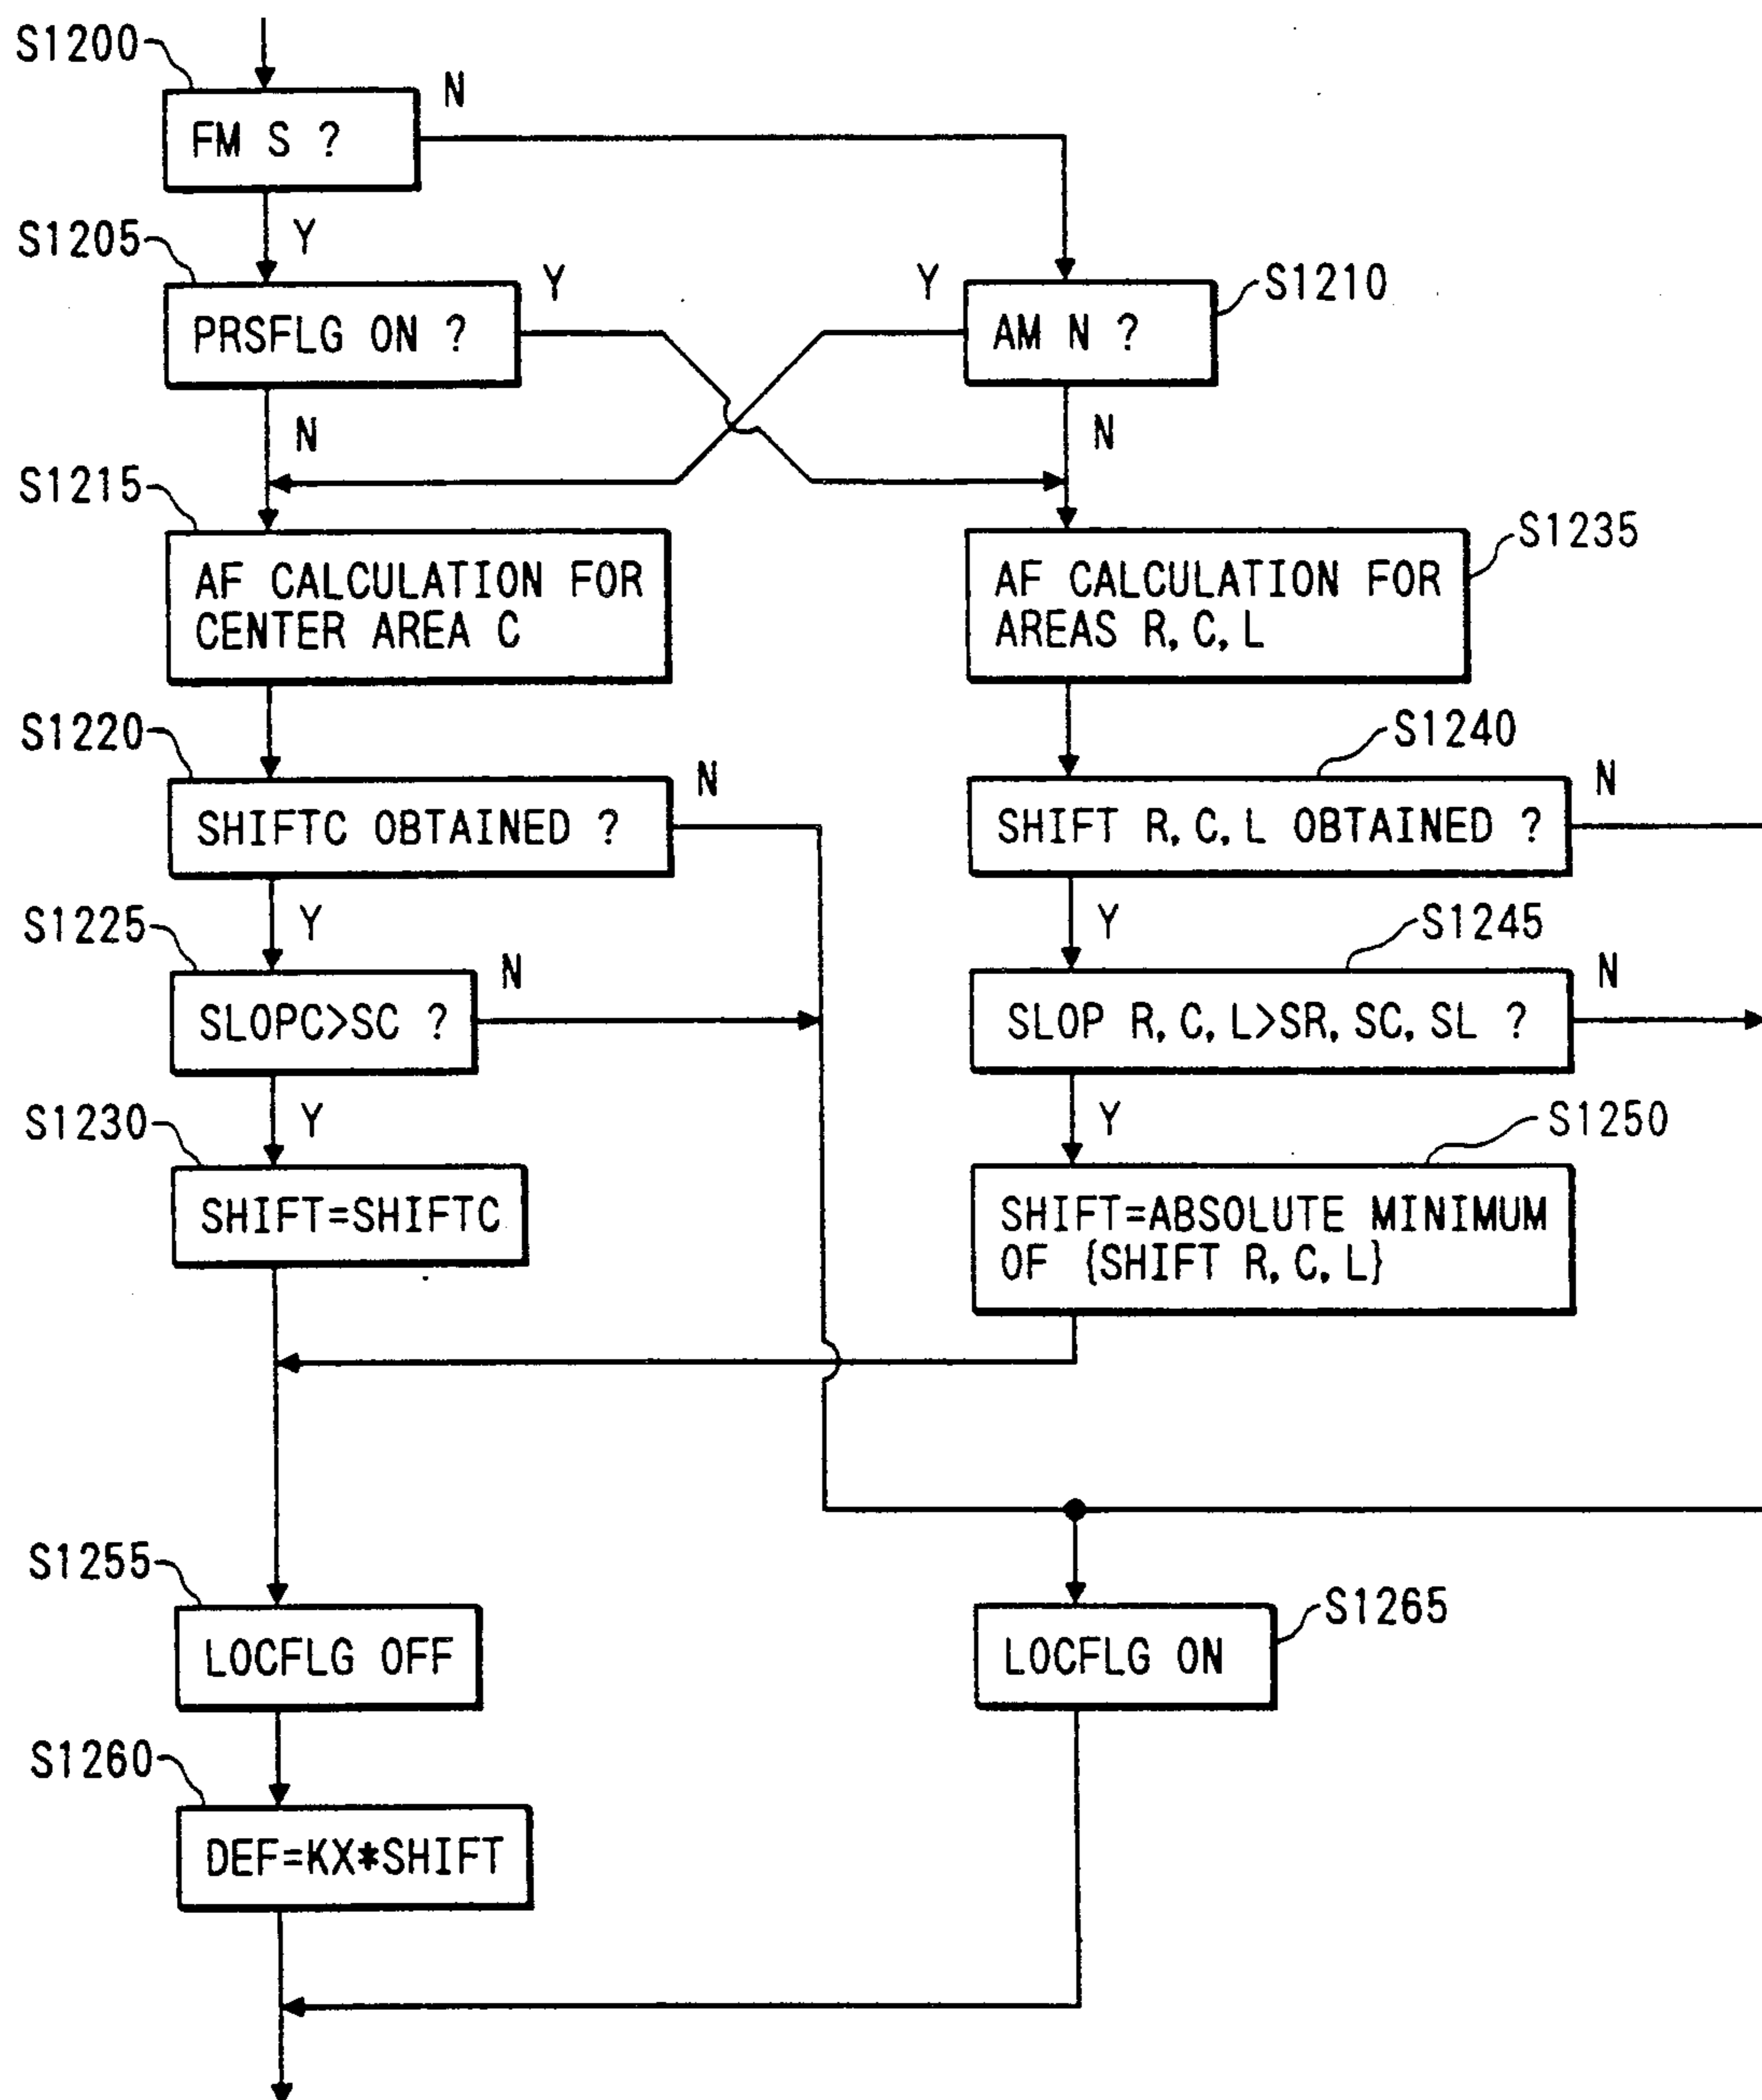 S1200
N
FM S ?
Y
S1205
PRSFLG ON ?
Y
N
Y
S1210
AM N ?
N
S1215
AF CALCULATION FOR
CENTER AREA C
S1235
AF CALCULATION FOR
AREAS R, C, L
S1220
SHIFTC OBTAINED ?
N
Y
S1240
SHIFT R, C, L OBTAINED ?
N
Y
S1225
SLOPC>SC ?
N
Y
S1245
SLOP R, C, L>SR, SC, SL ?
N
Y
S1230
SHIFT=SHIFTC
S1250
SHIFT=ABSOLUTE MINIMUM
OF {SHIFT R, C, L}
S1255
LOCFLG OFF
S1265
LOCFLG ON
S1260
DEF=KX*SHIFT